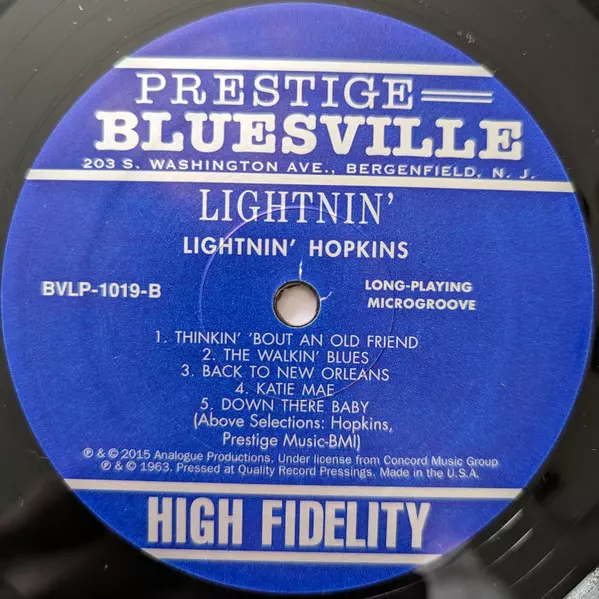 PRESTIGE
BLUESVILLE
203 S. WASHINGTON AVE., BERGENFIELD, N. J.
LIGHTNIN'
LIGHTNIN' HOPKINS
BVLP-1019-B
LONG-PLAYING
MICROGROOVE
1. THINKIN' 'BOUT AN OLD FRIEND
2. THE WALKIN' BLUES
3. BACK TO NEW ORLEANS
4. KATIE MAE
5. DOWN THERE BABY
(Above Selections: Hopkins,
Prestige Music-BMI)
℗ & © 2015 Analogue Productions. Under license from Concord Music Group
℗ & © 1963. Pressed at Quality Record Pressings. Made in the U.S.A.
HIGH FIDELITY